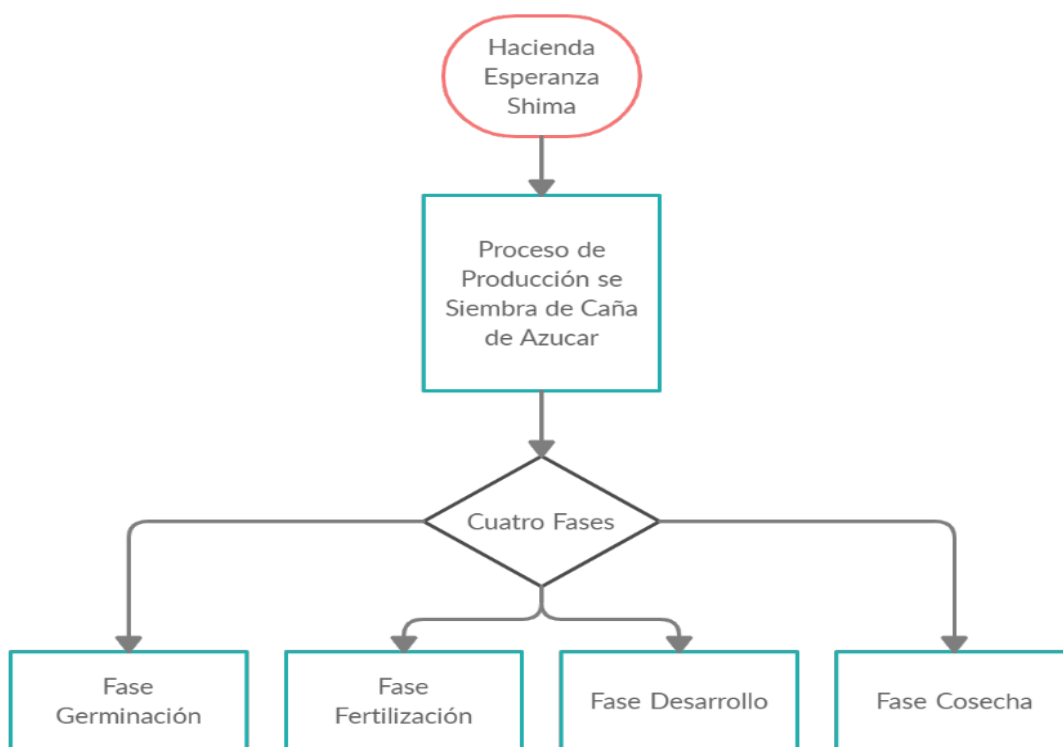 Hacienda
Esperanza
Shima
Proceso de
Producción se
Siembra de Caña
de Azucar
Cuatro Fases
Fase
Germinación
Fase
Fertilización
Fase Desarrollo
Fase Cosecha